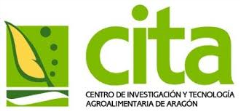 cita
CENTRO DE INVESTIGACIÓN Y TECNOLOGÍA
AGROALIMENTARIA DE ARAGÓN